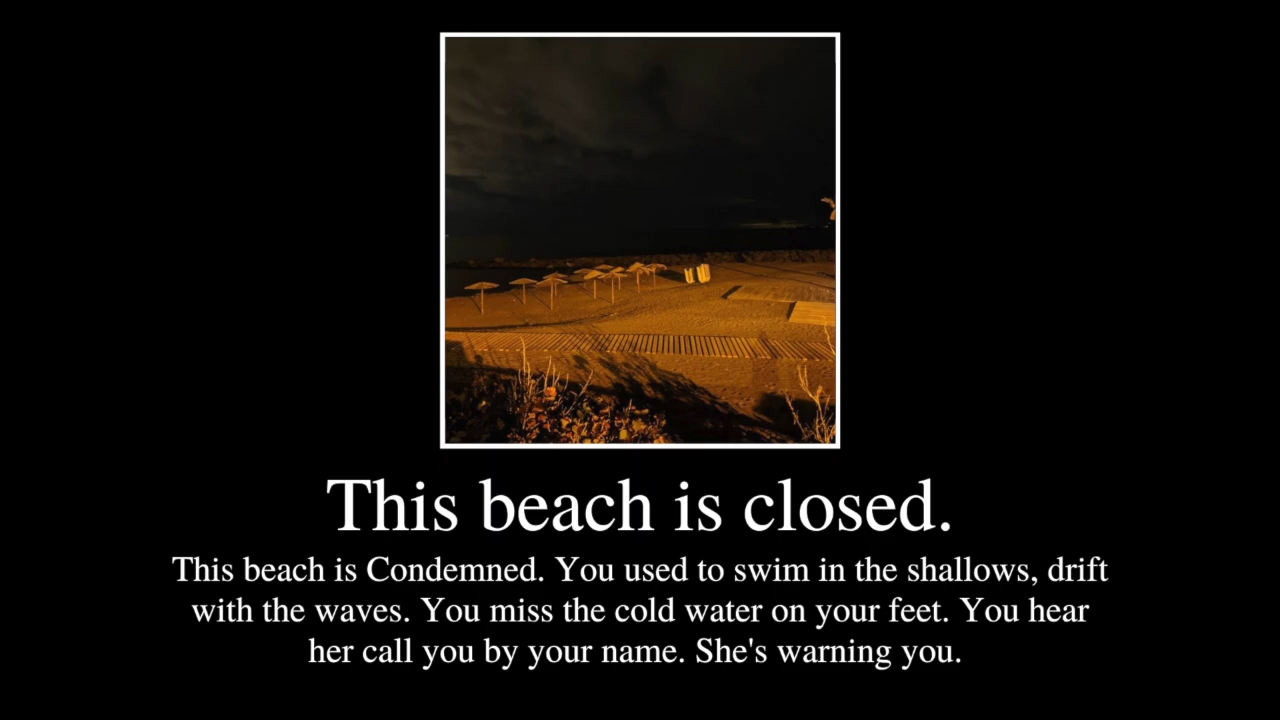 This beach is closed.
This beach is Condemned. You used to swim in the shallows, drift
with the waves. You miss the cold water on your feet. You hear
her call you by your name. She's warning you.